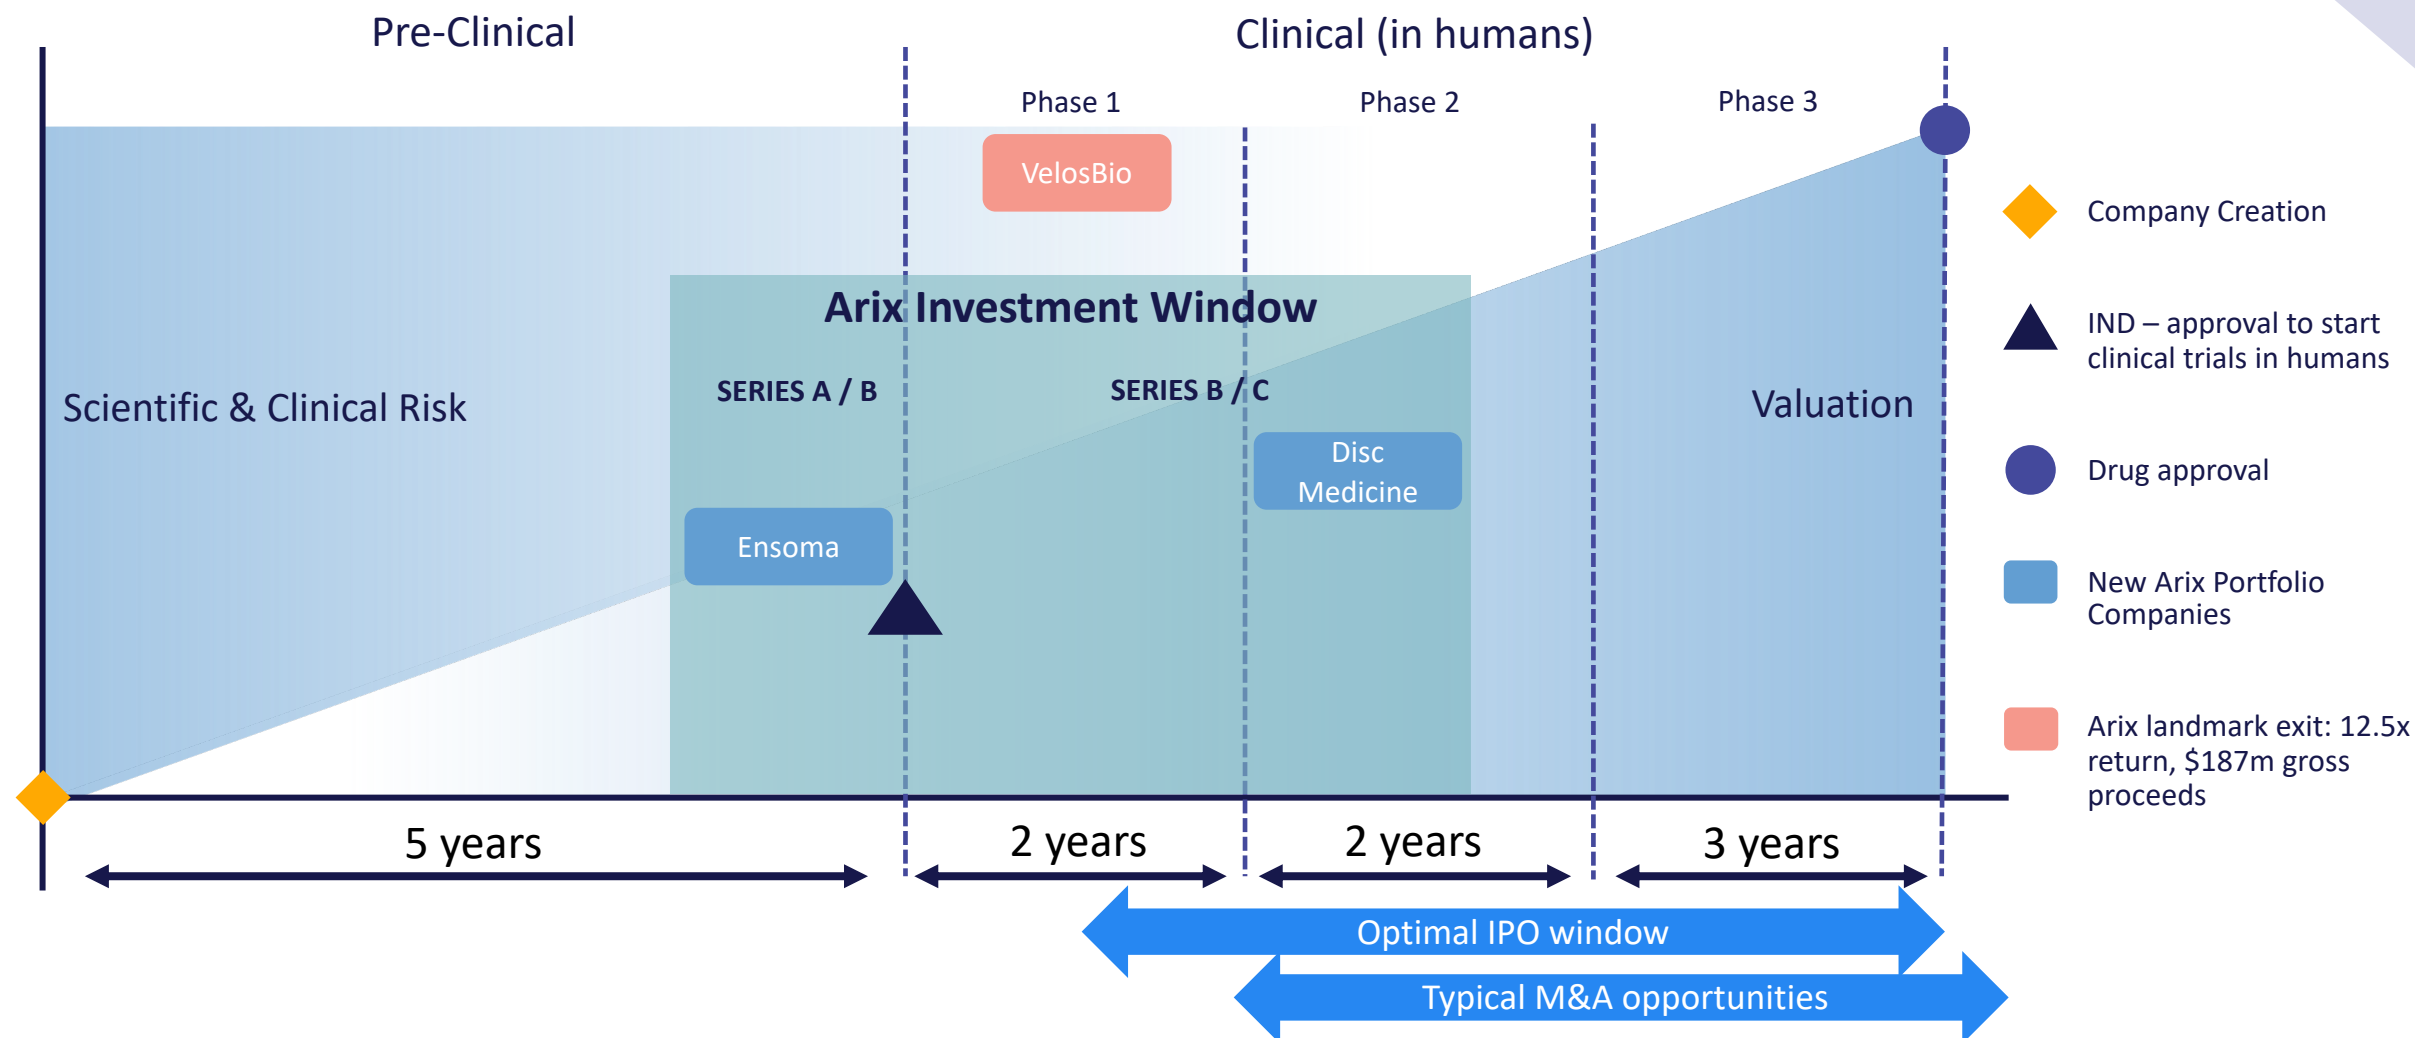 Pre-Clinical
Clinical (in humans)
Phase 1
Phase 2
Phase 3
VelosBio
Arix Investment Window
SERIES A / B
SERIES B / C
Scientific & Clinical Risk
Valuation
Disc
Medicine
Ensoma
Company Creation
IND – approval to start
clinical trials in humans
Drug approval
New Arix Portfolio
Companies
Arix landmark exit: 12.5x
return, $187m gross
proceeds
5 years
2 years
2 years
3 years
Optimal IPO window
Typical M&A opportunities